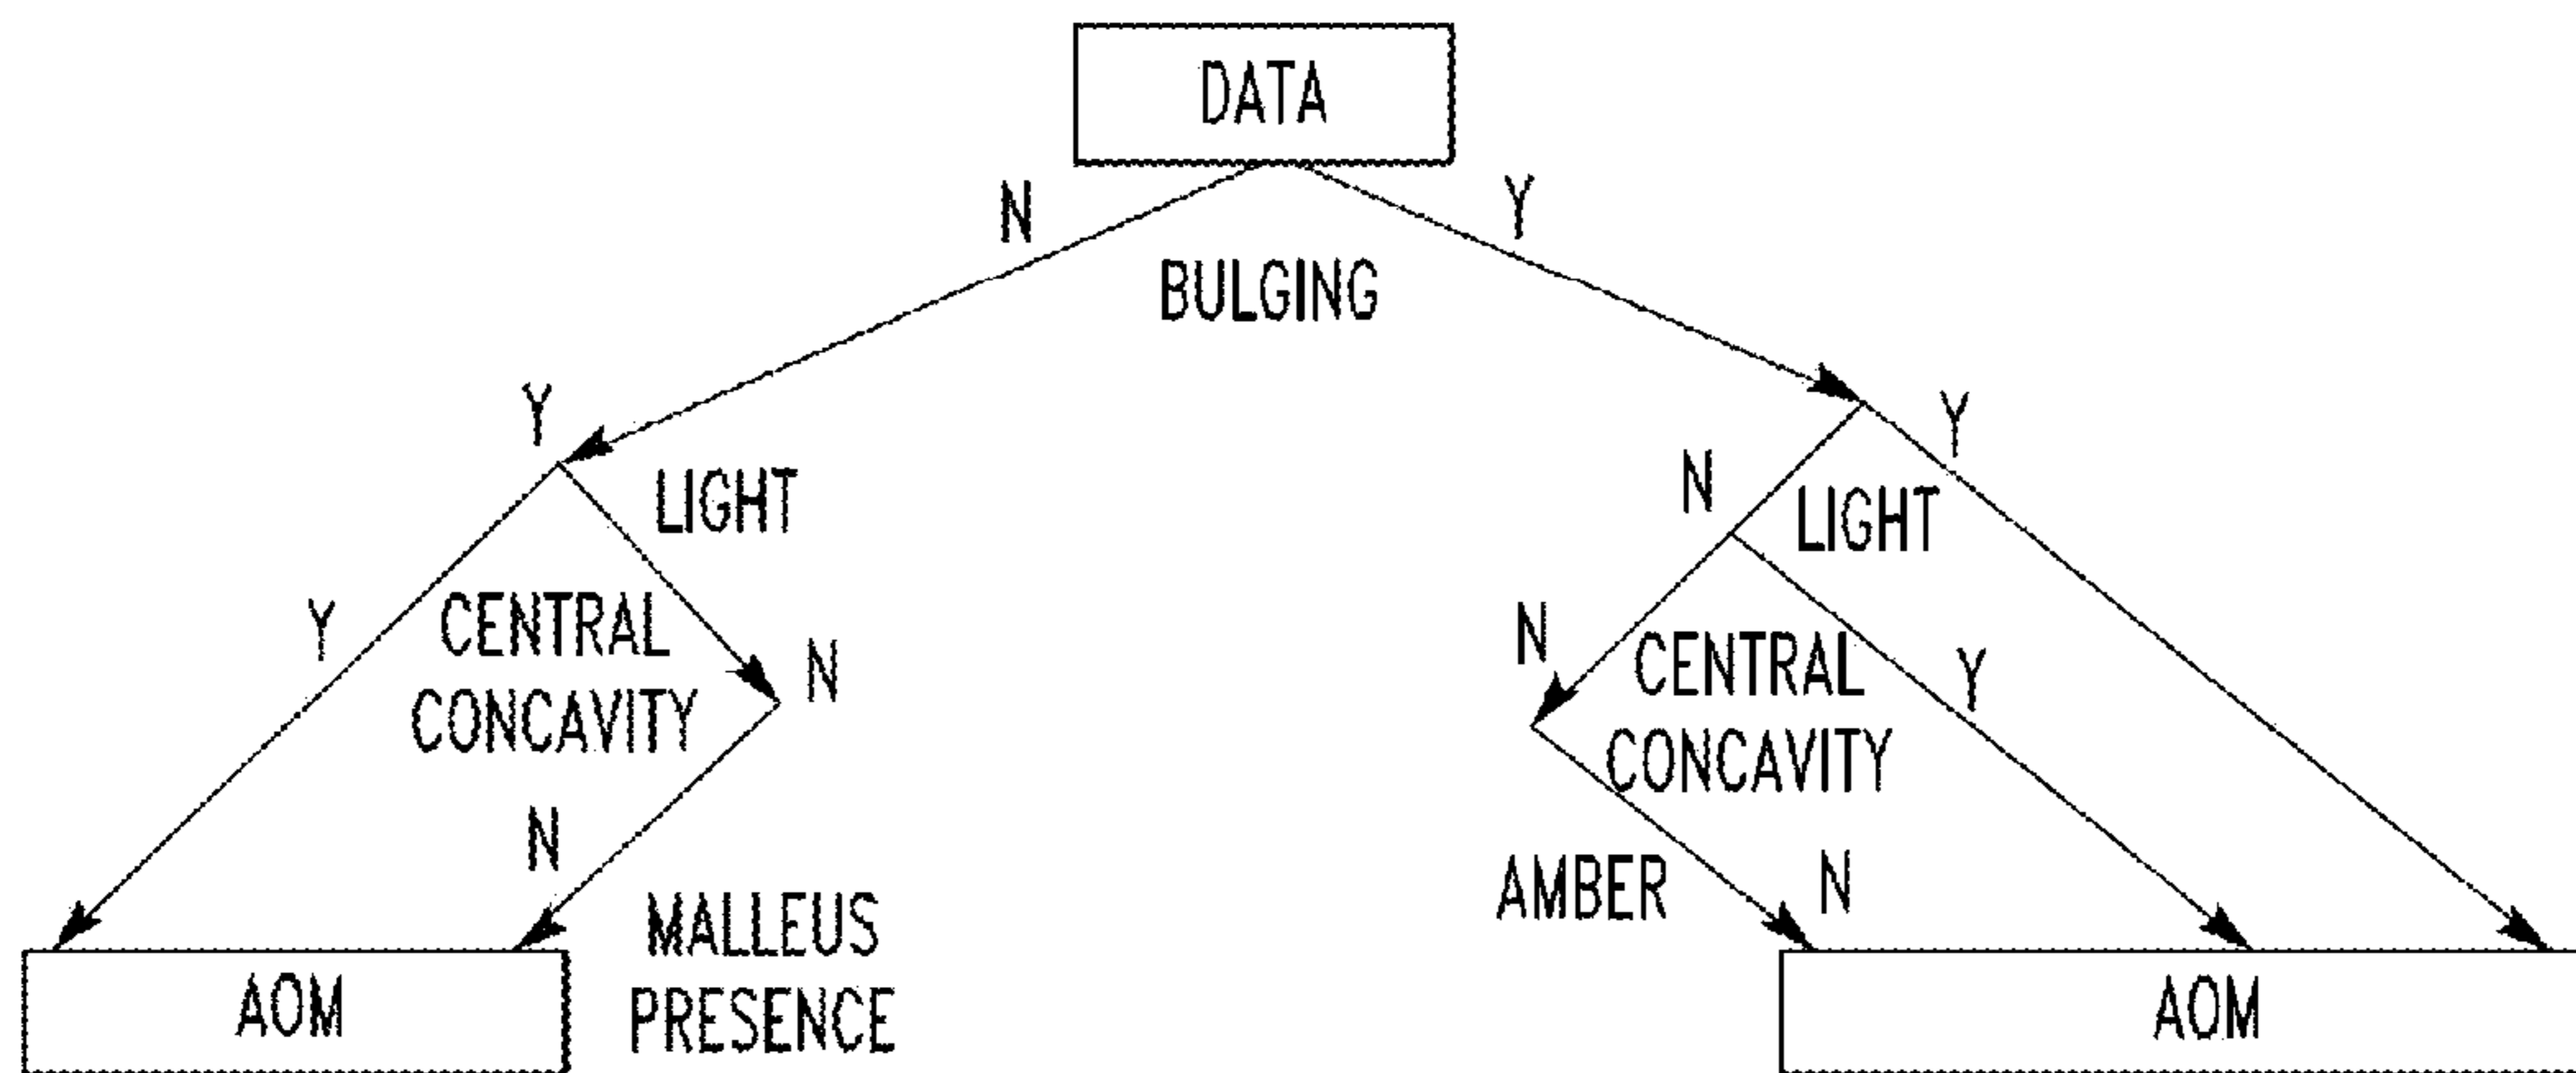 DATA
N
Y
BULGING
Y
LIGHT
Y
CENTRAL
CONCAVITY
N
N
MALLEUS
PRESENCE
AOM
Y
N
LIGHT
N
CENTRAL
CONCAVITY
Y
AMBER
N
AOM